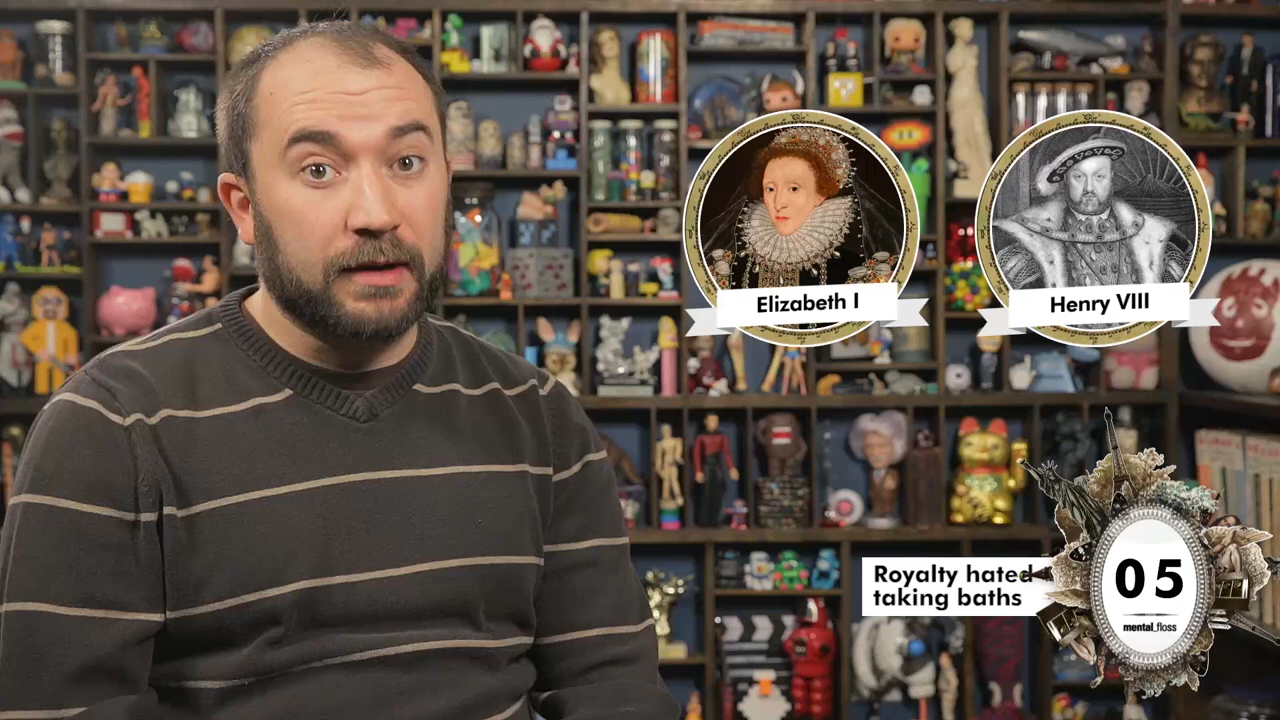 Elizabeth I
Henry VIII
Royalty hated
taking baths
05
mental_floss